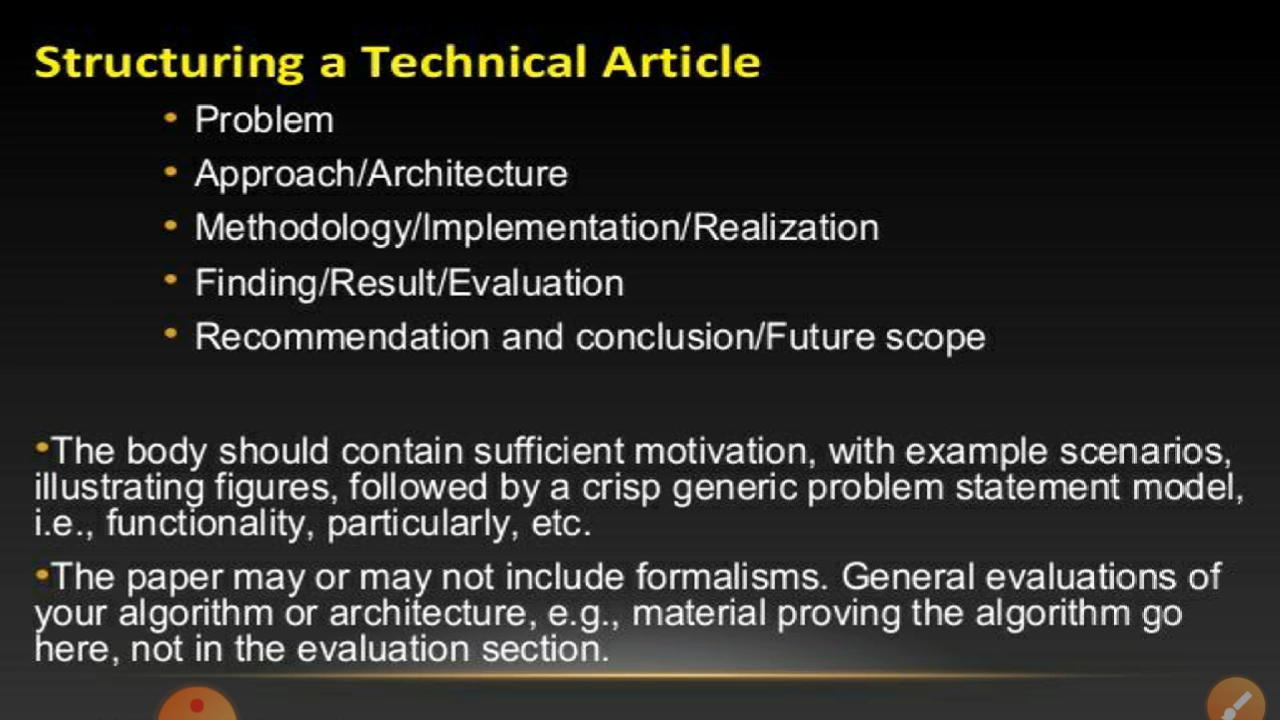 Structuring a Technical Article
• Problem
• Approach/Architecture
• Methodology/Implementation/Realization
• Finding/Result/Evaluation
• Recommendation and conclusion/Future scope
•The body should contain sufficient motivation, with example scenarios,
illustrating figures, followed by a crisp generic problem statement model,
i.e., functionality, particularly, etc.
•The paper may or may not include formalisms. General evaluations of
your algorithm or architecture, e.g., material proving the algorithm go
here, not in the evaluation section.